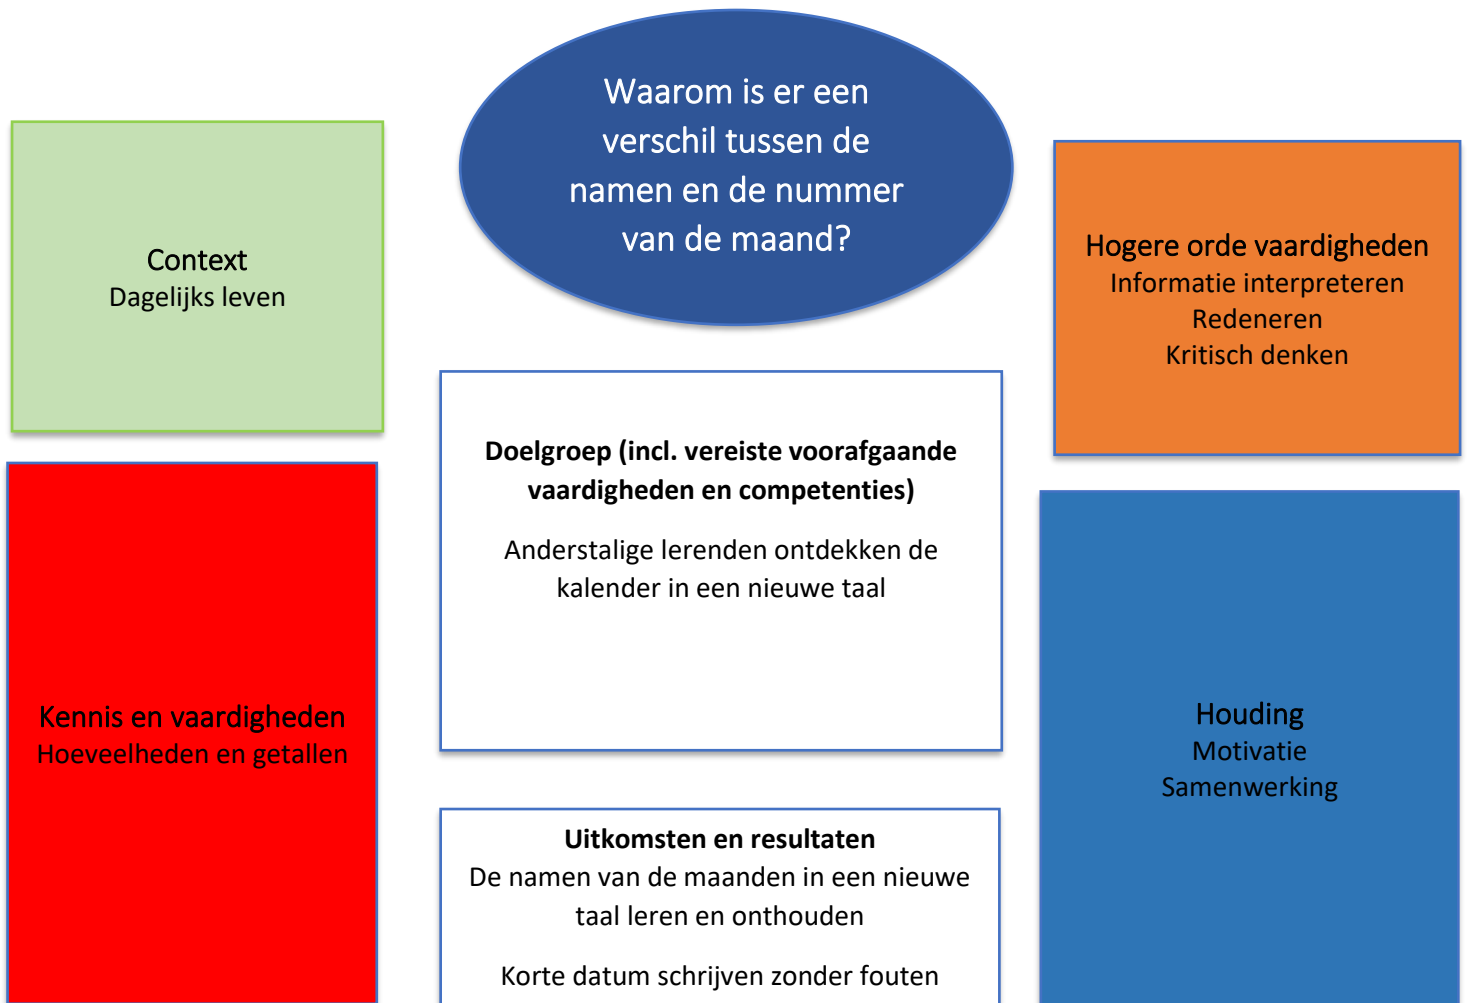 Waarom is er een
verschil tussen de
namen en de nummer
van de maand?
Context
Dagelijks leven
Hogere orde vaardigheden
Informatie interpreteren
Redeneren
Kritisch denken
Doelgroep (incl. vereiste voorafgaande
vaardigheden en competenties)
Anderstalige lerenden ontdekken de
kalender in een nieuwe taal
Kennis en vaardigheden
Hoeveelheden en getallen
Houding
Motivatie
Samenwerking
Uitkomsten en resultaten
De namen van de maanden in een nieuwe
taal leren en onthouden
Korte datum schrijven zonder fouten